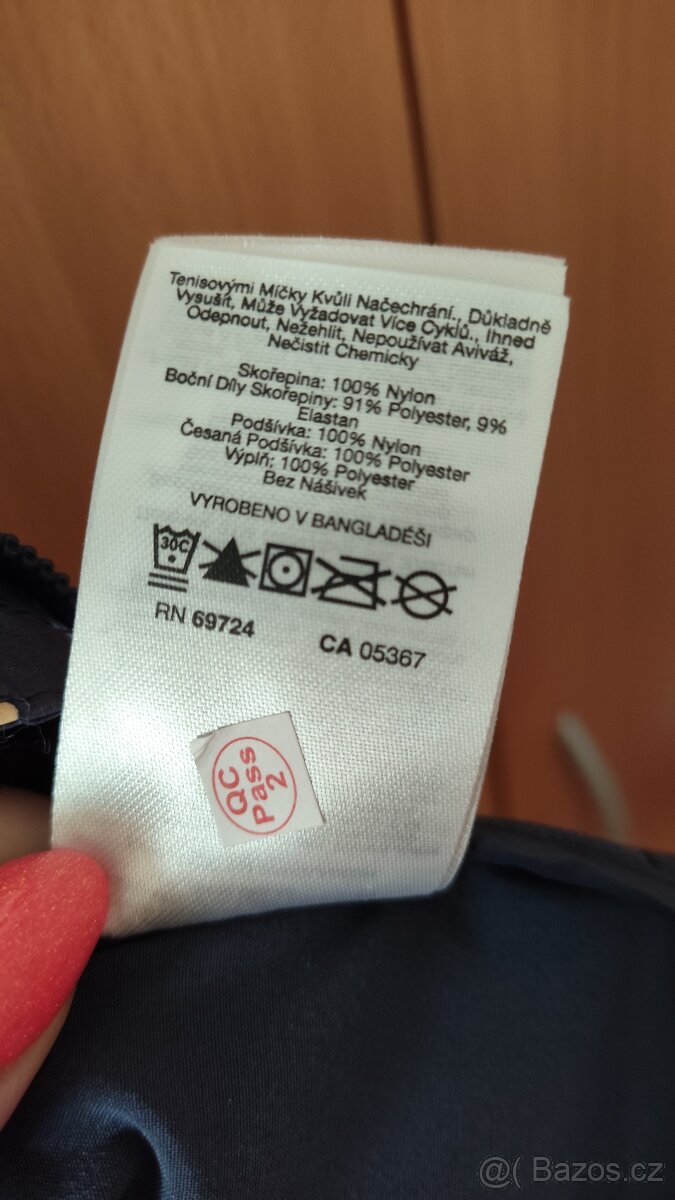 Tenisovými Míčky Kvůli Načechrání., Důkladně
Vysušít, Může Vyžadovat Více Cyklů., Ihned
Odepnout, Nežehlit, Nepoužívat Aviváž,
Nečistit Chemicky
Skořepina: 100% Nylon
Boční Díly Skořepiny: 91% Polyester, 9%
Elastan
Podšívka: 100% Nylon
Česaná Podšívka: 100% Polyester
Výplň: 100% Polyester
Bez Nášivek
VYROBENO V BANGLADÉŠI
30C
RN 69724 CA 05367
QC
Pass
2
@( Bazos.cz